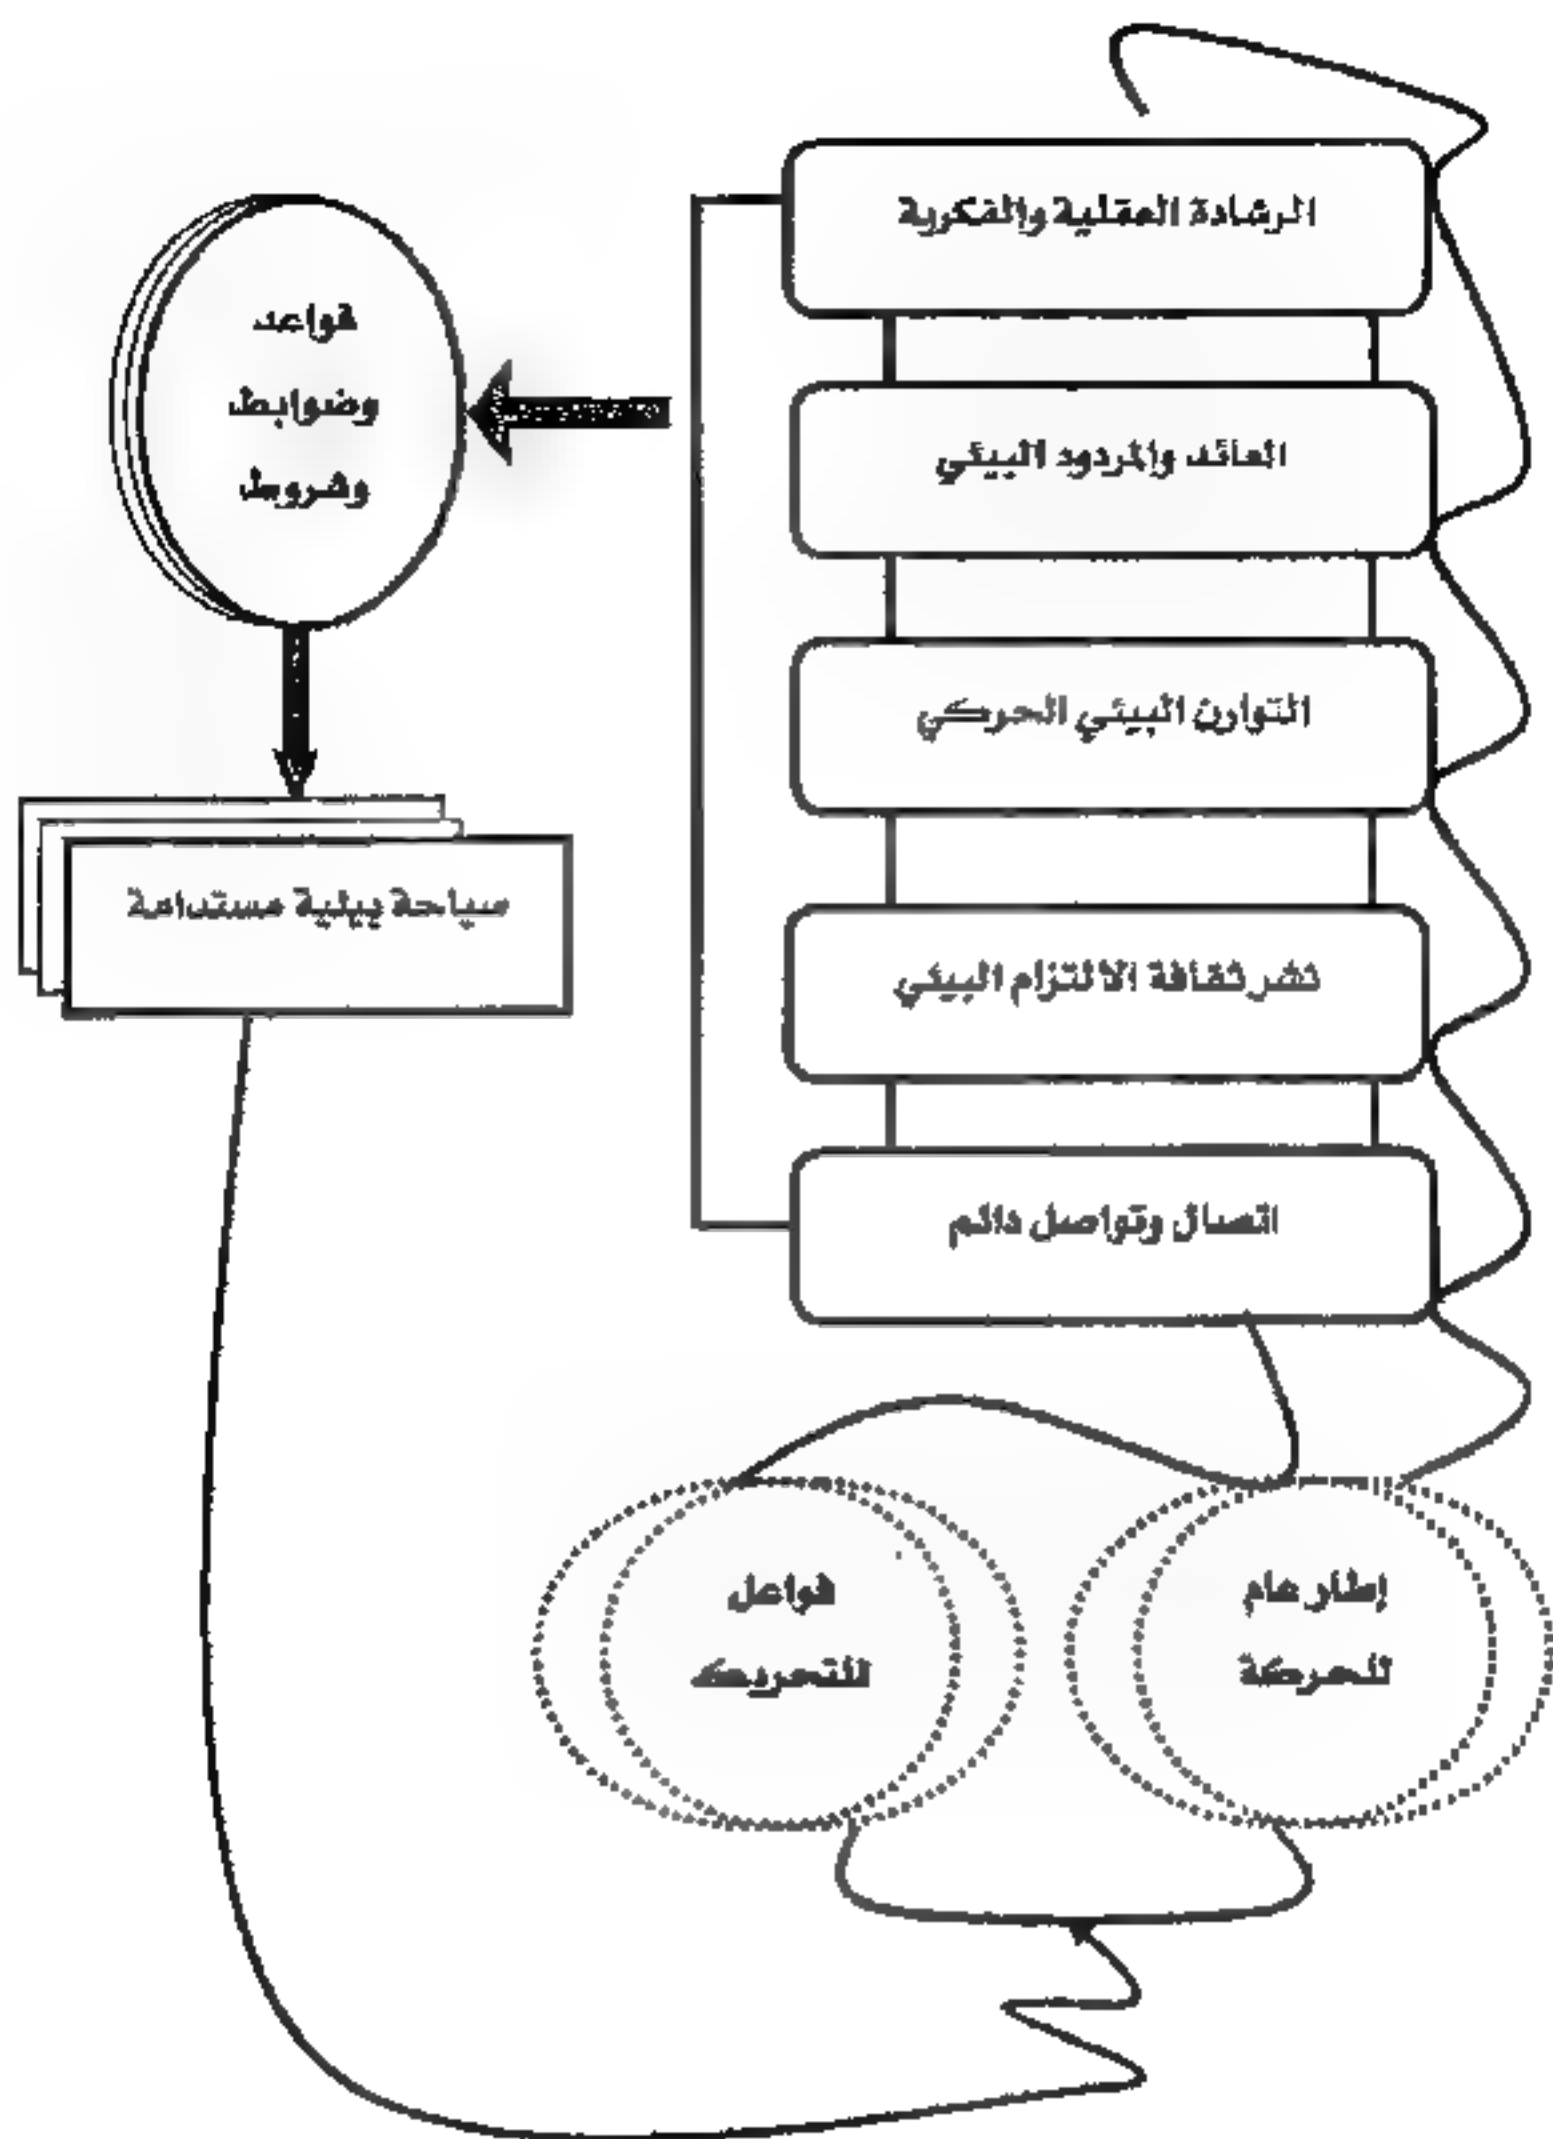 الرشادة العقلية والفكرية
العائد والمردود البيئي
التوازن البيئي الحركي
نشر ثقافة الالتزام البيئي
اتصال وتواصل دائم
قواعد
وضوابط
وشروط
سياحة بيئية مستدامة
إطار عام
للحركة
فواعل
للتحريك